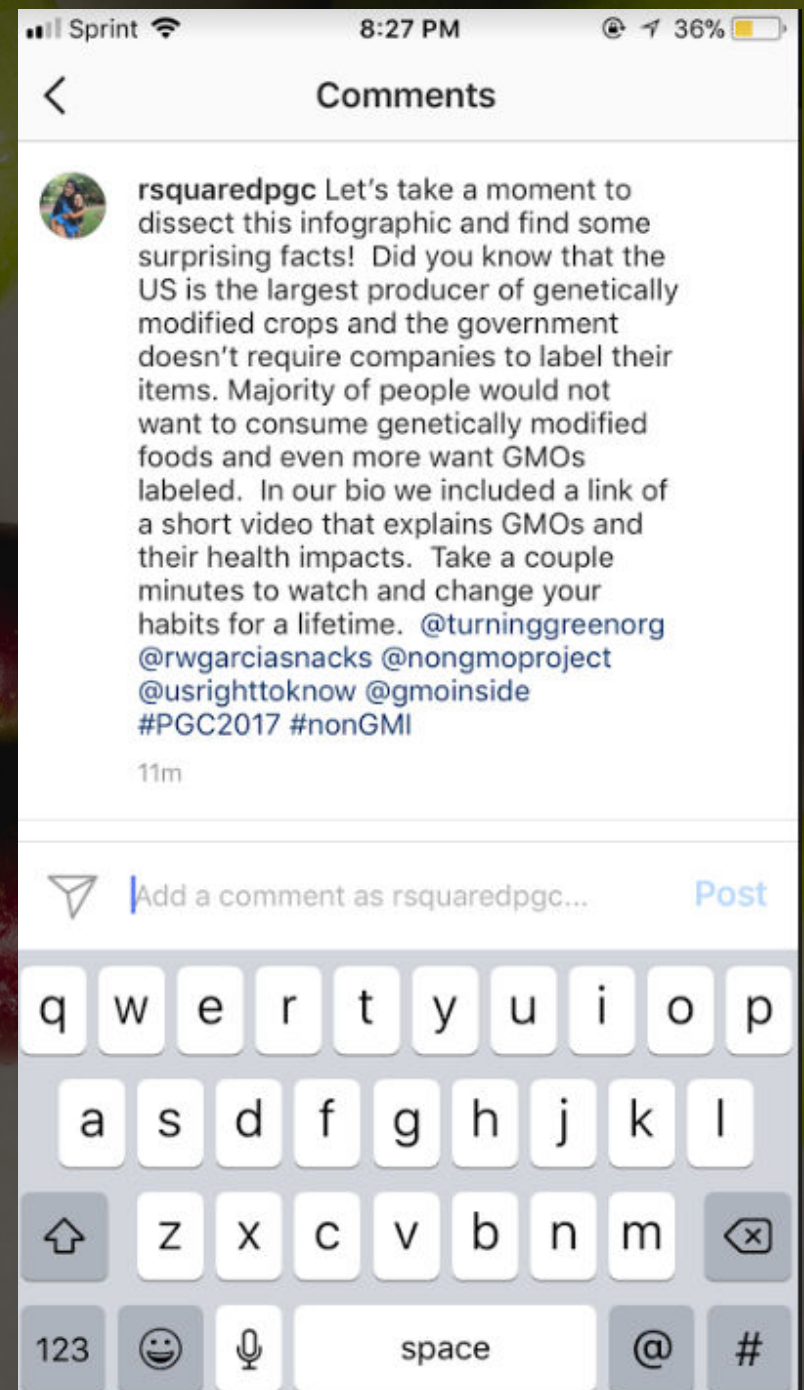 Sprint 8:27 PM 36%
Comments
rsquaredpgc Let's take a moment to
dissect this infographic and find some
surprising facts!  Did you know that the
US is the largest producer of genetically
modified crops and the government
doesn't require companies to label their
items. Majority of people would not
want to consume genetically modified
foods and even more want GMOs
labeled.  In our bio we included a link of
a short video that explains GMOs and
their health impacts.  Take a couple
minutes to watch and change your
habits for a lifetime.  @turninggreenorg
@rwgarciasnacks @nongmoproject
@usrighttoknow @gmoinside
#PGC2017 #nonGMI
11m
Add a comment as rsquaredpgc... Post
q w e r t y u i o p
a s d f g h j k l
z x c v b n m
123 space @ #